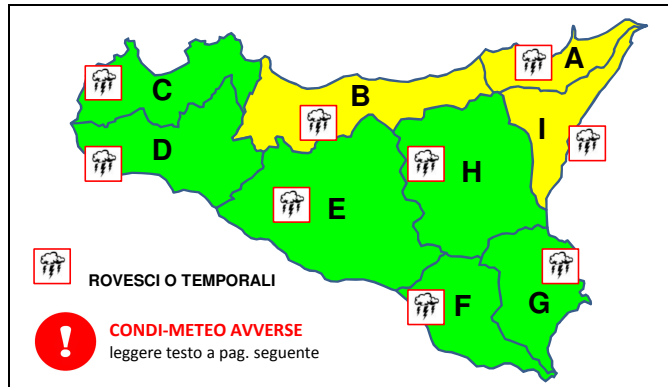 A
C
B
I
D
H
E
ROVESCI O TEMPORALI
F
G
! CONDI-METEO AVVERSE
leggere testo a pag. seguente